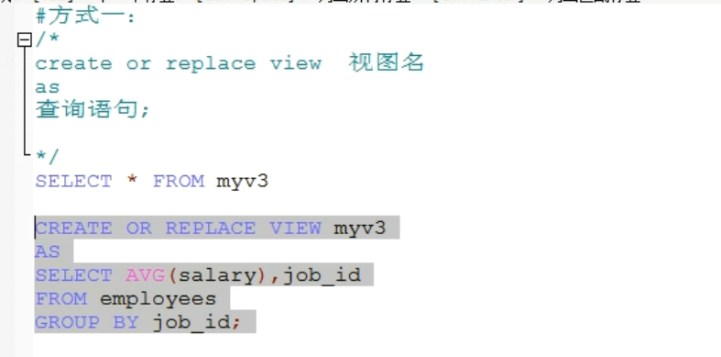 #方式一：
/*
create or replace view  视图名
as
查询语句;
*/
SELECT * FROM myv3
CREATE OR REPLACE VIEW myv3
AS
SELECT AVG(salary),job_id
FROM employees
GROUP BY job_id;